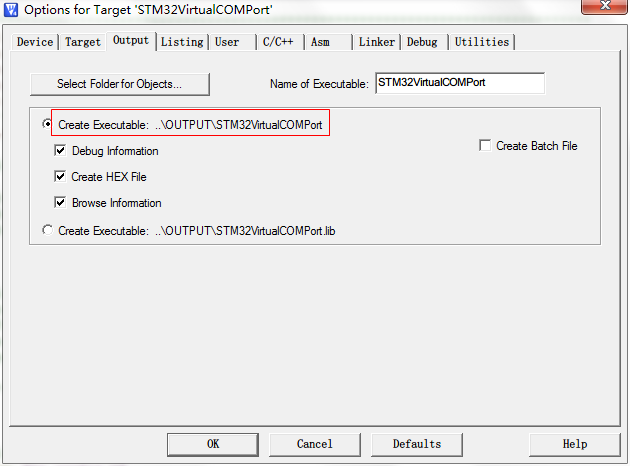 Options for Target 'STM32VirtualCOMPort'
Device Target Output Listing User C/C++ Asm Linker Debug Utilities
Select Folder for Objects... Name of Executable: STM32VirtualCOMPort
Create Executable: ..\OUTPUT\STM32VirtualCOMPort
Debug Information Create Batch File
Create HEX File
Browse Information
Create Executable: ..\OUTPUT\STM32VirtualCOMPort.lib
OK Cancel Defaults Help